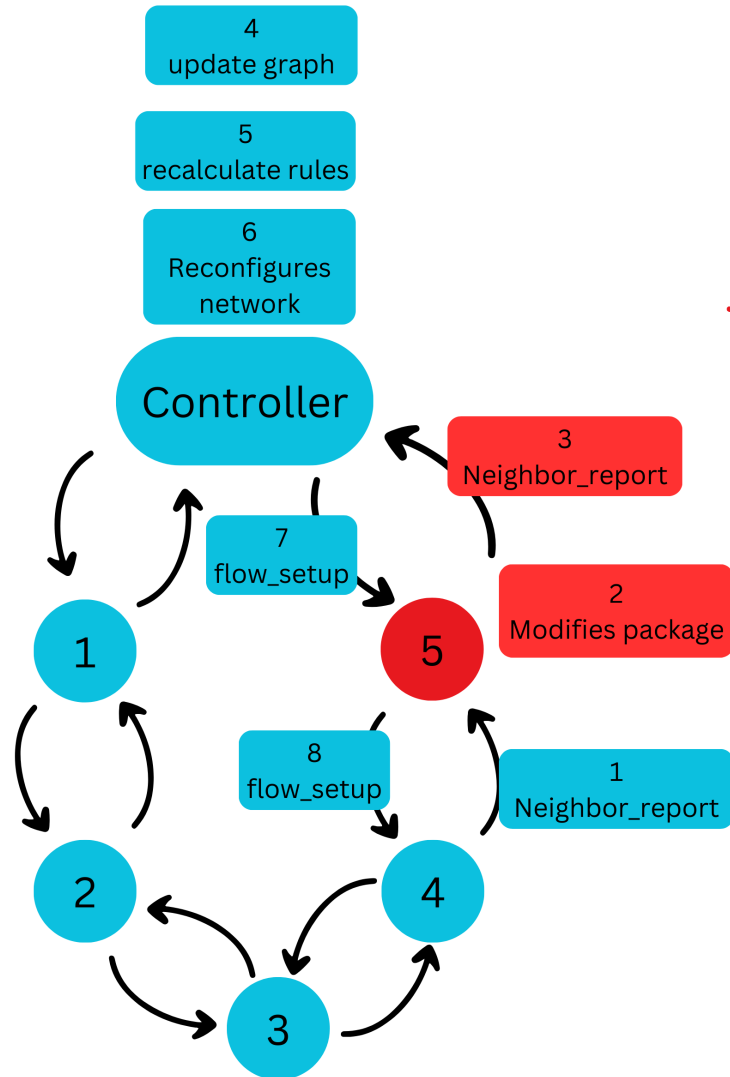 4
update graph
5
recalculate rules
6
Reconfigures
network
Controller
3
Neighbor_report
7
flow_setup
2
Modifies package
1
5
8
flow_setup
1
Neighbor_report
2
4
3